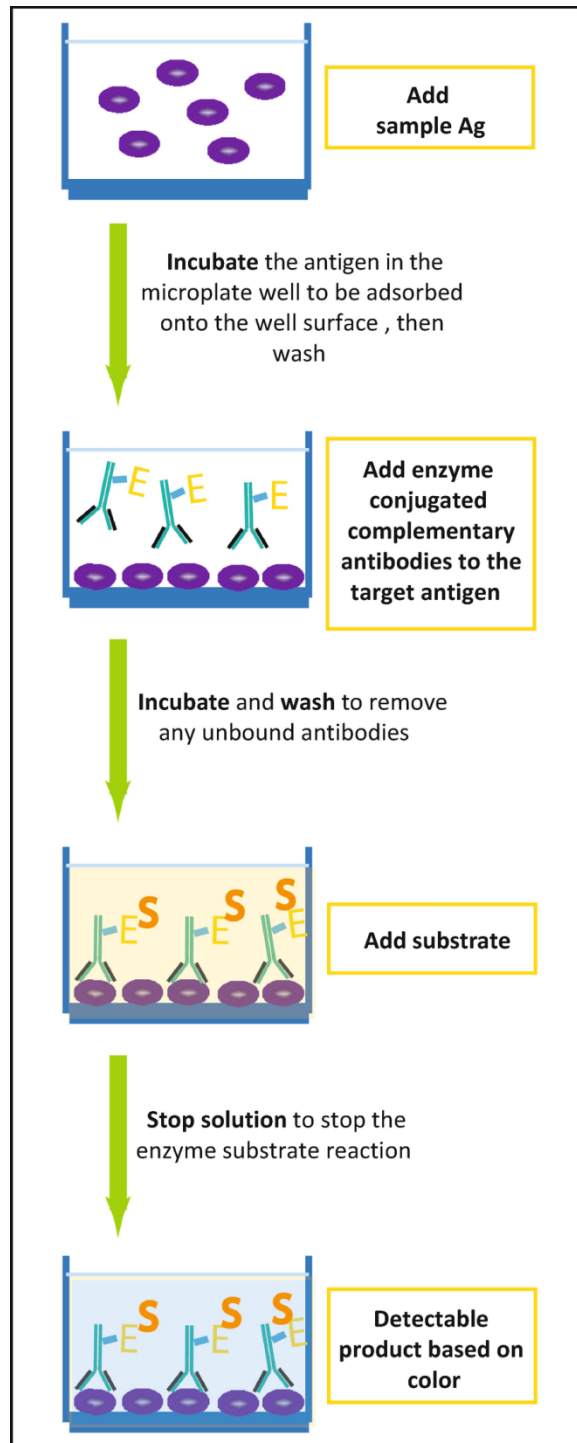 Add
sample Ag
Incubate the antigen in the
microplate well to be adsorbed
onto the well surface , then
wash
E
E
E
Add enzyme
conjugated
complementary
antibodies to the
target antigen
Incubate and wash to remove
any unbound antibodies
S
S
S
E
E
E
Add substrate
Stop solution to stop the
enzyme substrate reaction
S
S
S
E
E
E
Detectable
product based on
color